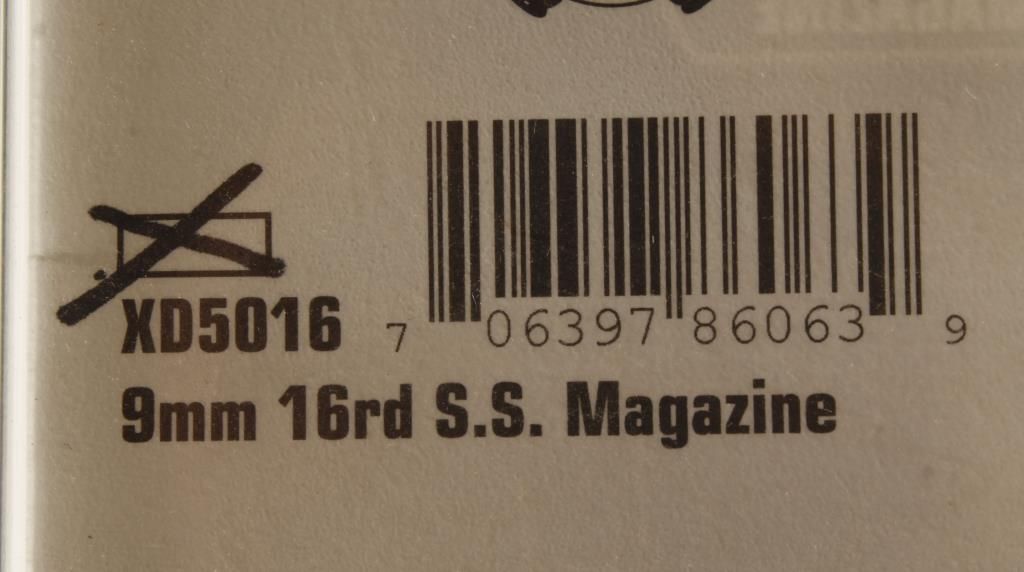 XD5016
7 06397 86063 9
9mm 16rd S.S. Magazine